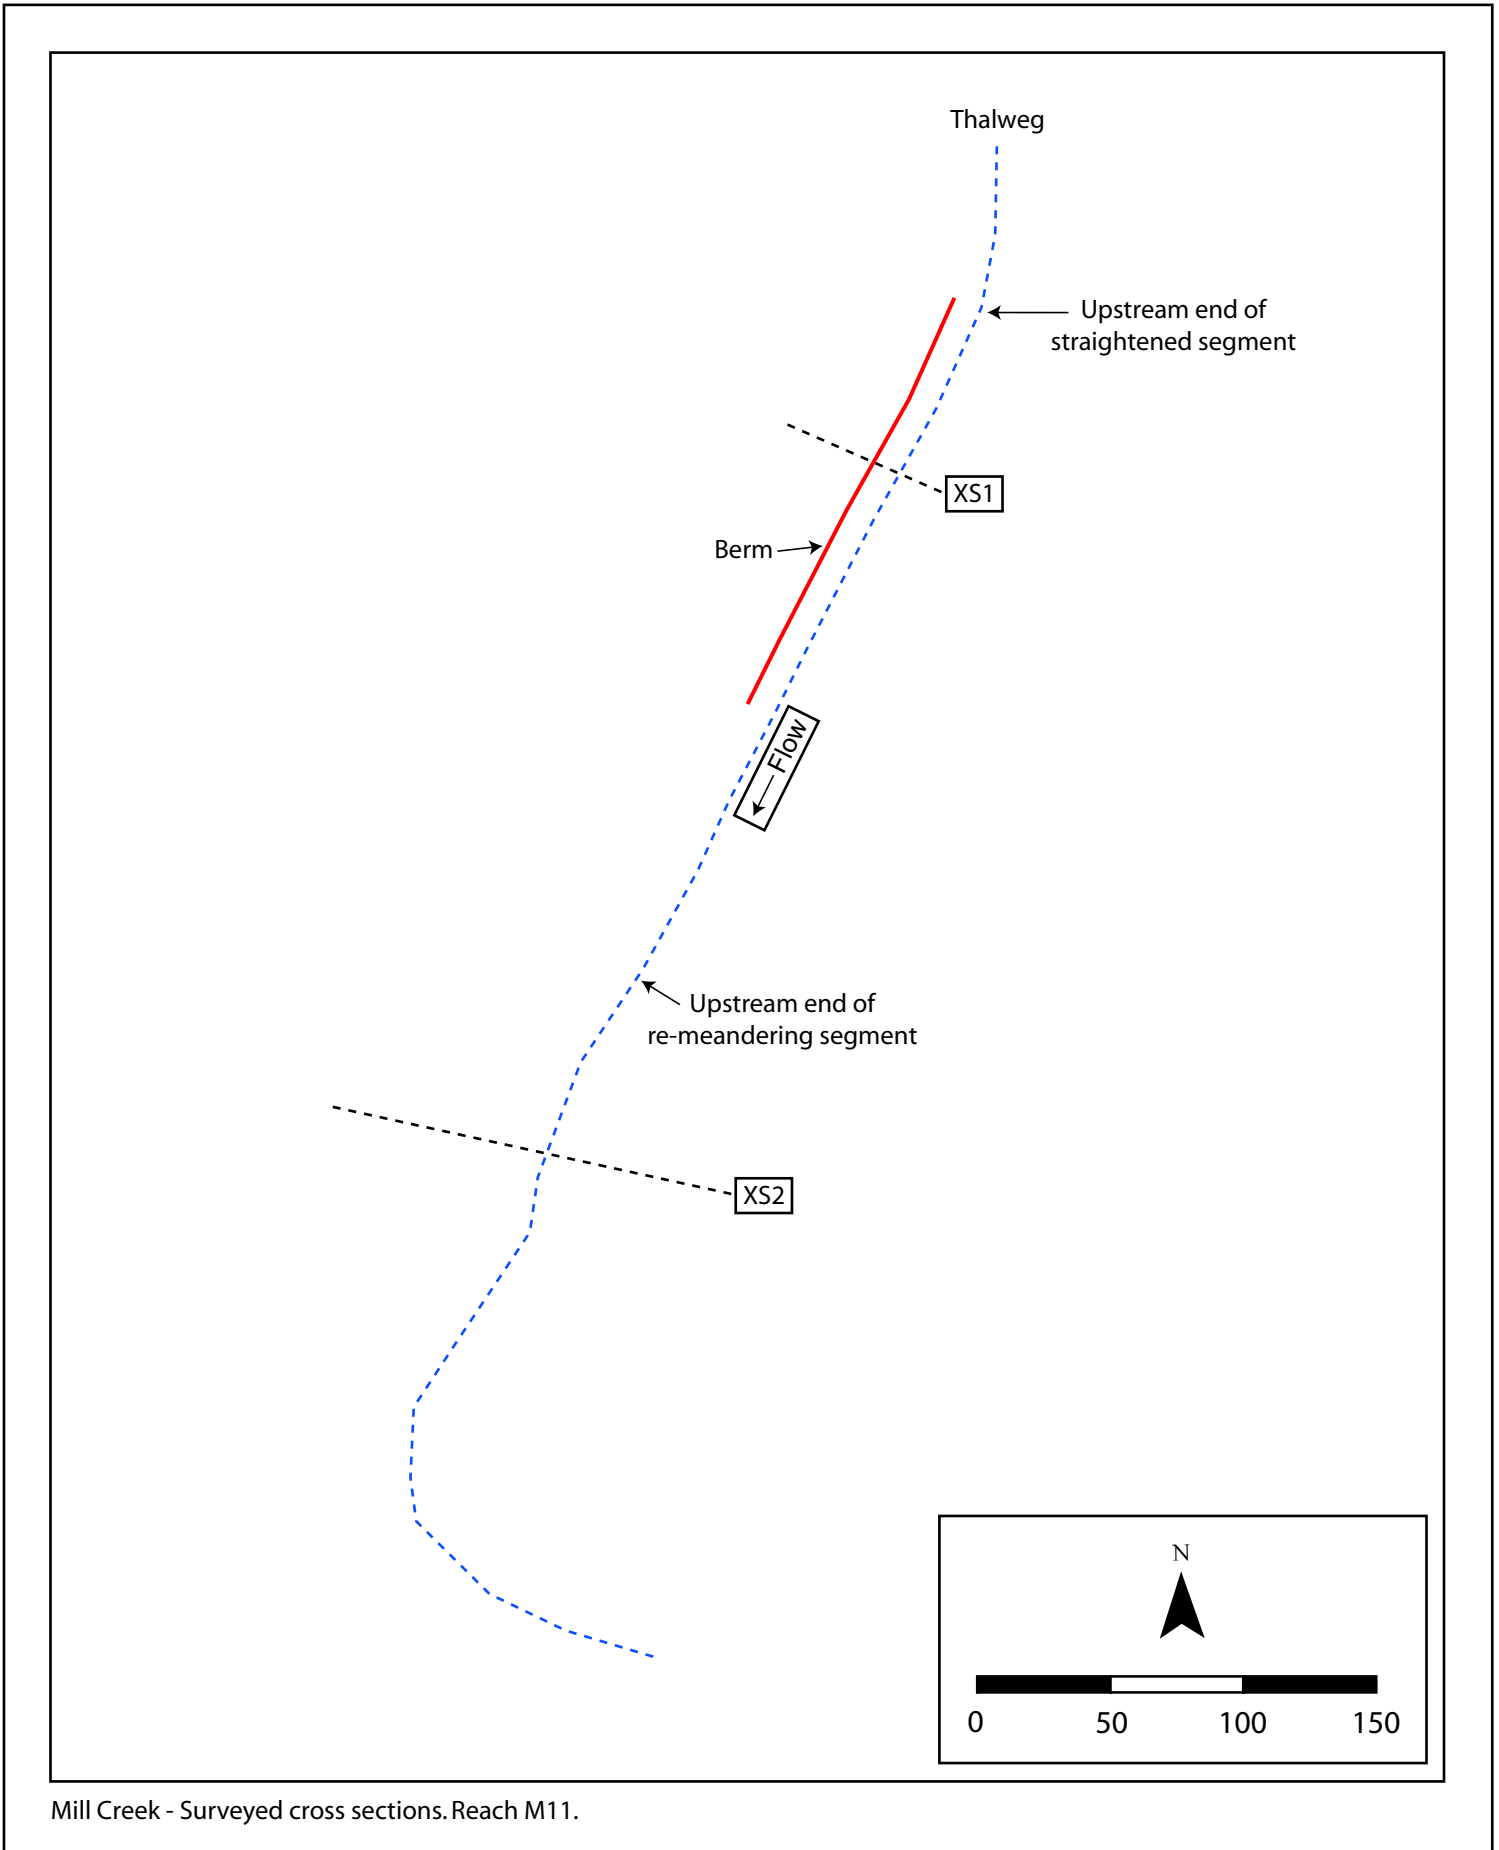 Thalweg
Upstream end of
straightened segment
XS1
Berm
Flow
Upstream end of
re-meandering segment
XS2
N
0 50 100 150
Mill Creek - Surveyed cross sections. Reach M11.